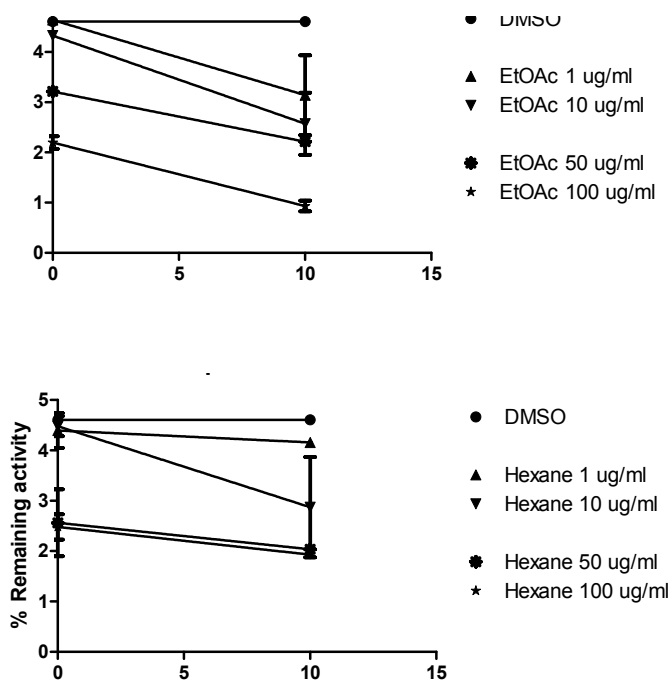 DMSO
4
EtOAc 1 ug/ml
EtOAc 10 ug/ml
3
2
EtOAc 50 ug/ml
EtOAc 100 ug/ml
1
0
0 5 10 15
5
DMSO
4
Hexane 1 ug/ml
Hexane 10 ug/ml
3
2
Hexane 50 ug/ml
Hexane 100 ug/ml
1
0
% Remaining activity
0 5 10 15